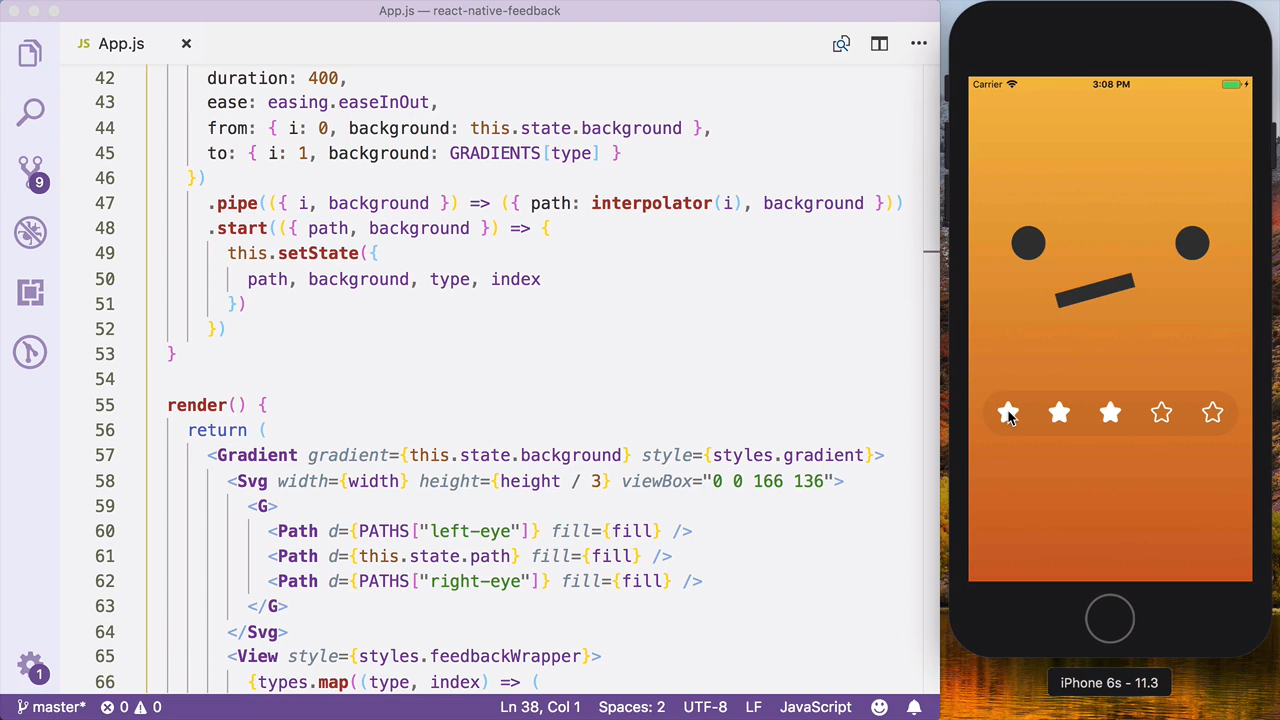 App.js — react-native-feedback
JS App.js ×
42 duration: 400,
43 ease: easing.easeInOut,
44 from: { i: 0, background: this.state.background },
45 to: { i: 1, background: GRADIENTS[type] }
46 })
47 .pipe(({ i, background }) => ({ path: interpolator(i), background }))
48 .start(({ path, background }) => {
49 this.setState({
50 path, background, type, index
51 })
52 })
53 }
54
55 render() {
56 return (
57 <Gradient gradient={this.state.background} style={styles.gradient}>
58 <Svg width={width} height={height / 3} viewBox="0 0 166 136">
59 <G>
60 <Path d={PATHS["left-eye"]} fill={fill} />
61 <Path d={this.state.path} fill={fill} />
62 <Path d={PATHS["right-eye"]} fill={fill} />
63 </G>
64 </Svg>
65 <View style={styles.feedbackWrapper}>
66 {types.map((type, index) => (
9
1
master* 0 0 Ln 38, Col 1 Spaces: 2 UTF-8 LF JavaScript
Carrier 3:08 PM
iPhone 6s - 11.3